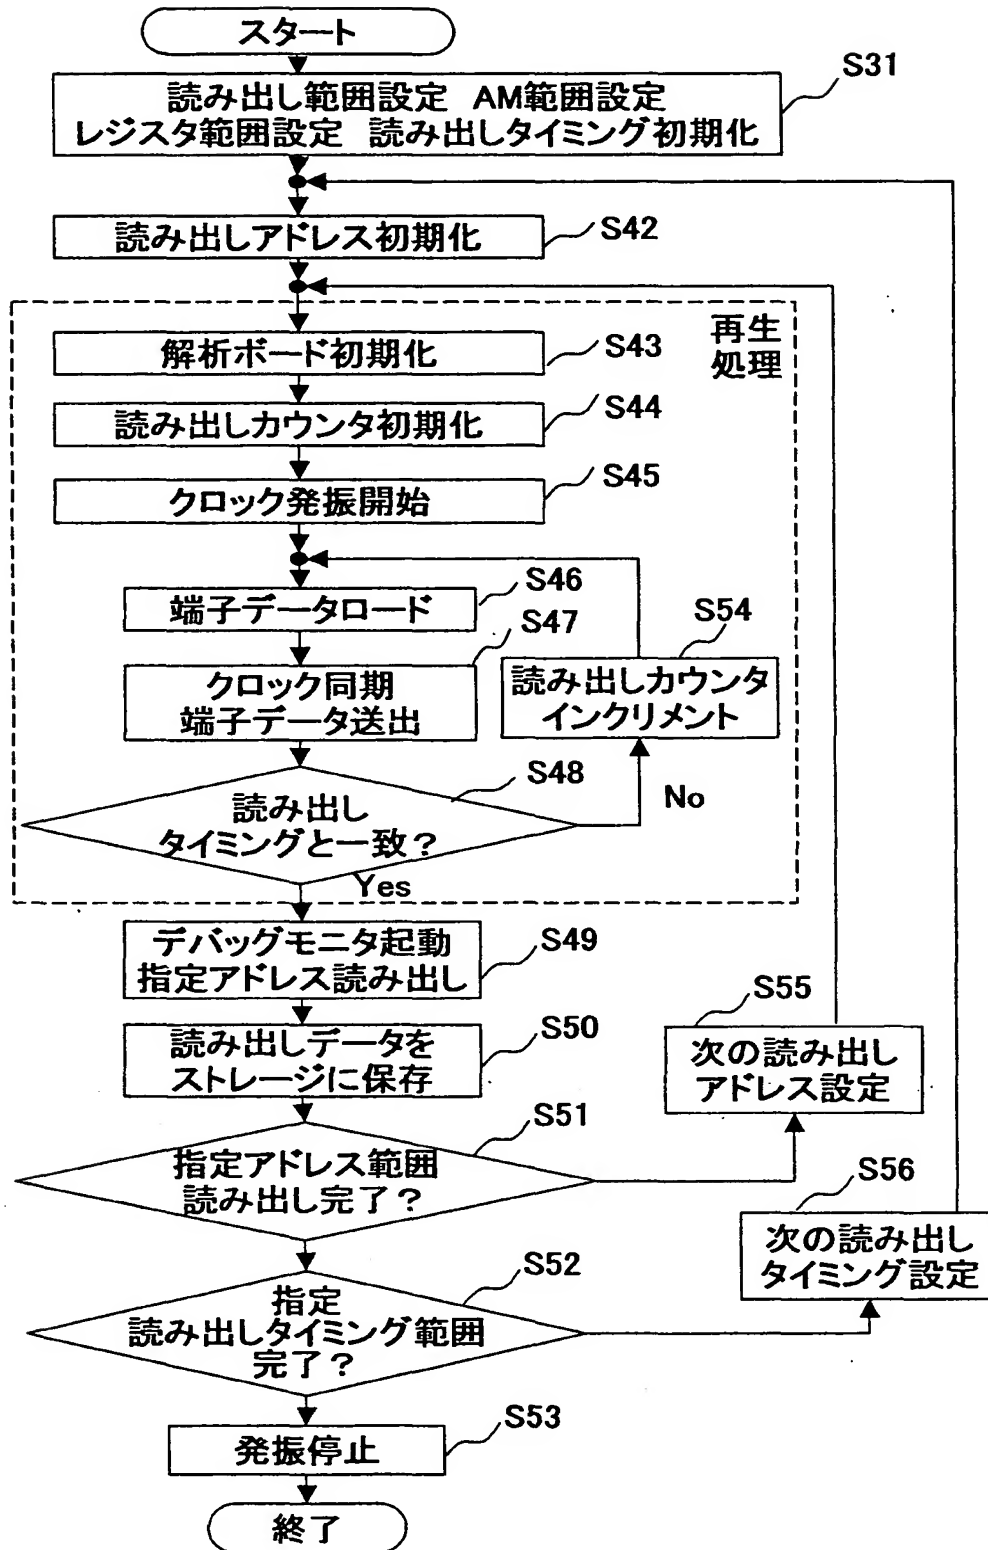 スタート
S31
読み出し範囲設定 AM範囲設定
レジスタ範囲設定 読み出しタイミング初期化
読み出しアドレス初期化
S42
再生
処理
解析ボード初期化
S43
読み出しカウンタ初期化
S44
クロック発振開始
S45
端子データロード
S46
クロック同期
端子データ送出
S47
S54
読み出しカウンタ
インクリメント
S48
読み出し
タイミングと一致?
No
Yes
デバッグモニタ起動
指定アドレス読み出し
S49
読み出しデータを
ストレージに保存
S50
S55
次の読み出し
アドレス設定
S51
指定アドレス範囲
読み出し完了?
S56
次の読み出し
タイミング設定
S52
指定
読み出しタイミング範囲
完了?
S53
発振停止
終了